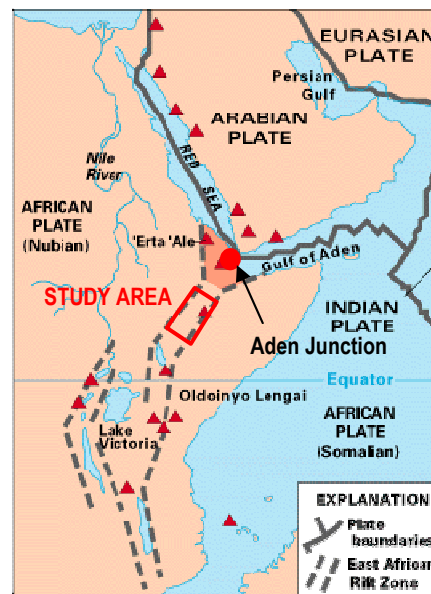 EURASIAN
PLATE
Persian
Gulf
ARABIAN
PLATE
Nile
River
RED
SEA
AFRICAN
PLATE
(Nubian)
'Erta 'Ale
Gulf of Aden
STUDY AREA
INDIAN
PLATE
Aden Junction
Equator
Oldoinyo Lengai
AFRICAN
PLATE
(Somalian)
Lake
Victoria
EXPLANATION
Plate
boundaries
East African
Rift Zone